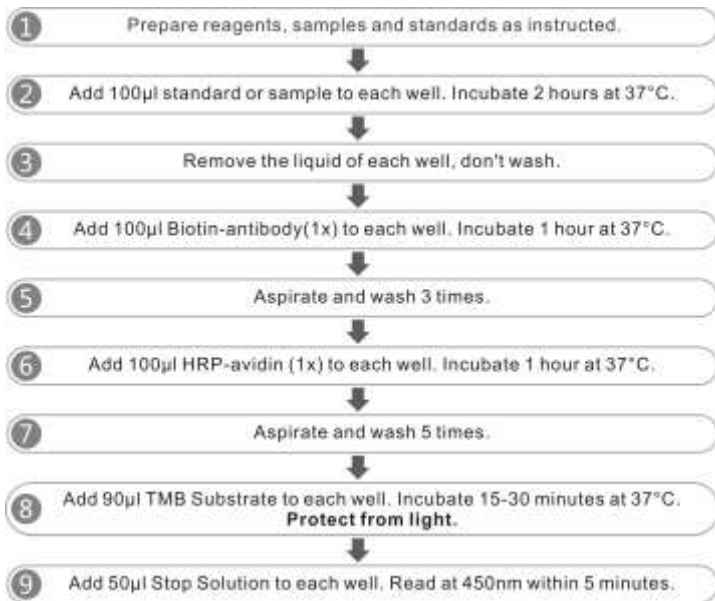 1 Prepare reagents, samples and standards as instructed.
2 Add 100µl standard or sample to each well. Incubate 2 hours at 37°C.
3 Remove the liquid of each well, don't wash.
4 Add 100µl Biotin-antibody(1x) to each well. Incubate 1 hour at 37°C.
5 Aspirate and wash 3 times.
6 Add 100µl HRP-avidin (1x) to each well. Incubate 1 hour at 37°C.
7 Aspirate and wash 5 times.
8 Add 90µl TMB Substrate to each well. Incubate 15-30 minutes at 37°C.
Protect from light.
9 Add 50µl Stop Solution to each well. Read at 450nm within 5 minutes.